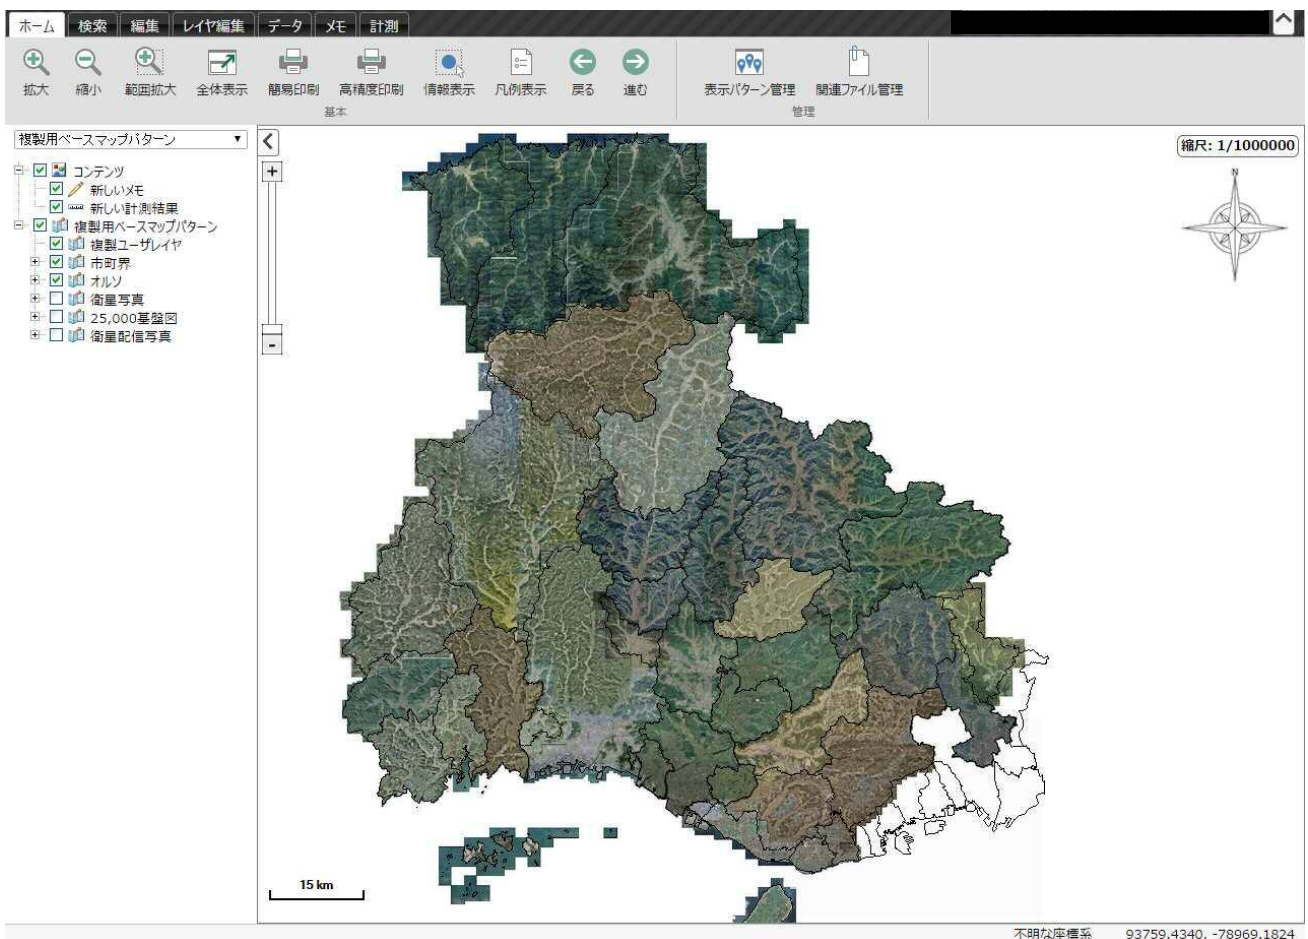 ホーム 検索 編集 レイヤ編集 データ メモ 計測
拡大 縮小 範囲拡大 全体表示 簡易印刷 高精度印刷 情報表示 凡例表示 戻る 進む 表示パターン管理 関連ファイル管理
基本 管理
複製用ベースマップパターン
縮尺: 1/1000000
コンテンツ
新しいメモ
新しい計測結果
複製用ベースマップパターン
複製ユーザレイヤ
市町界
オルソ
衛星写真
25,000基盤図
衛星配信写真
N
15 km
不明な座標系 93759.4340, -78969.1824